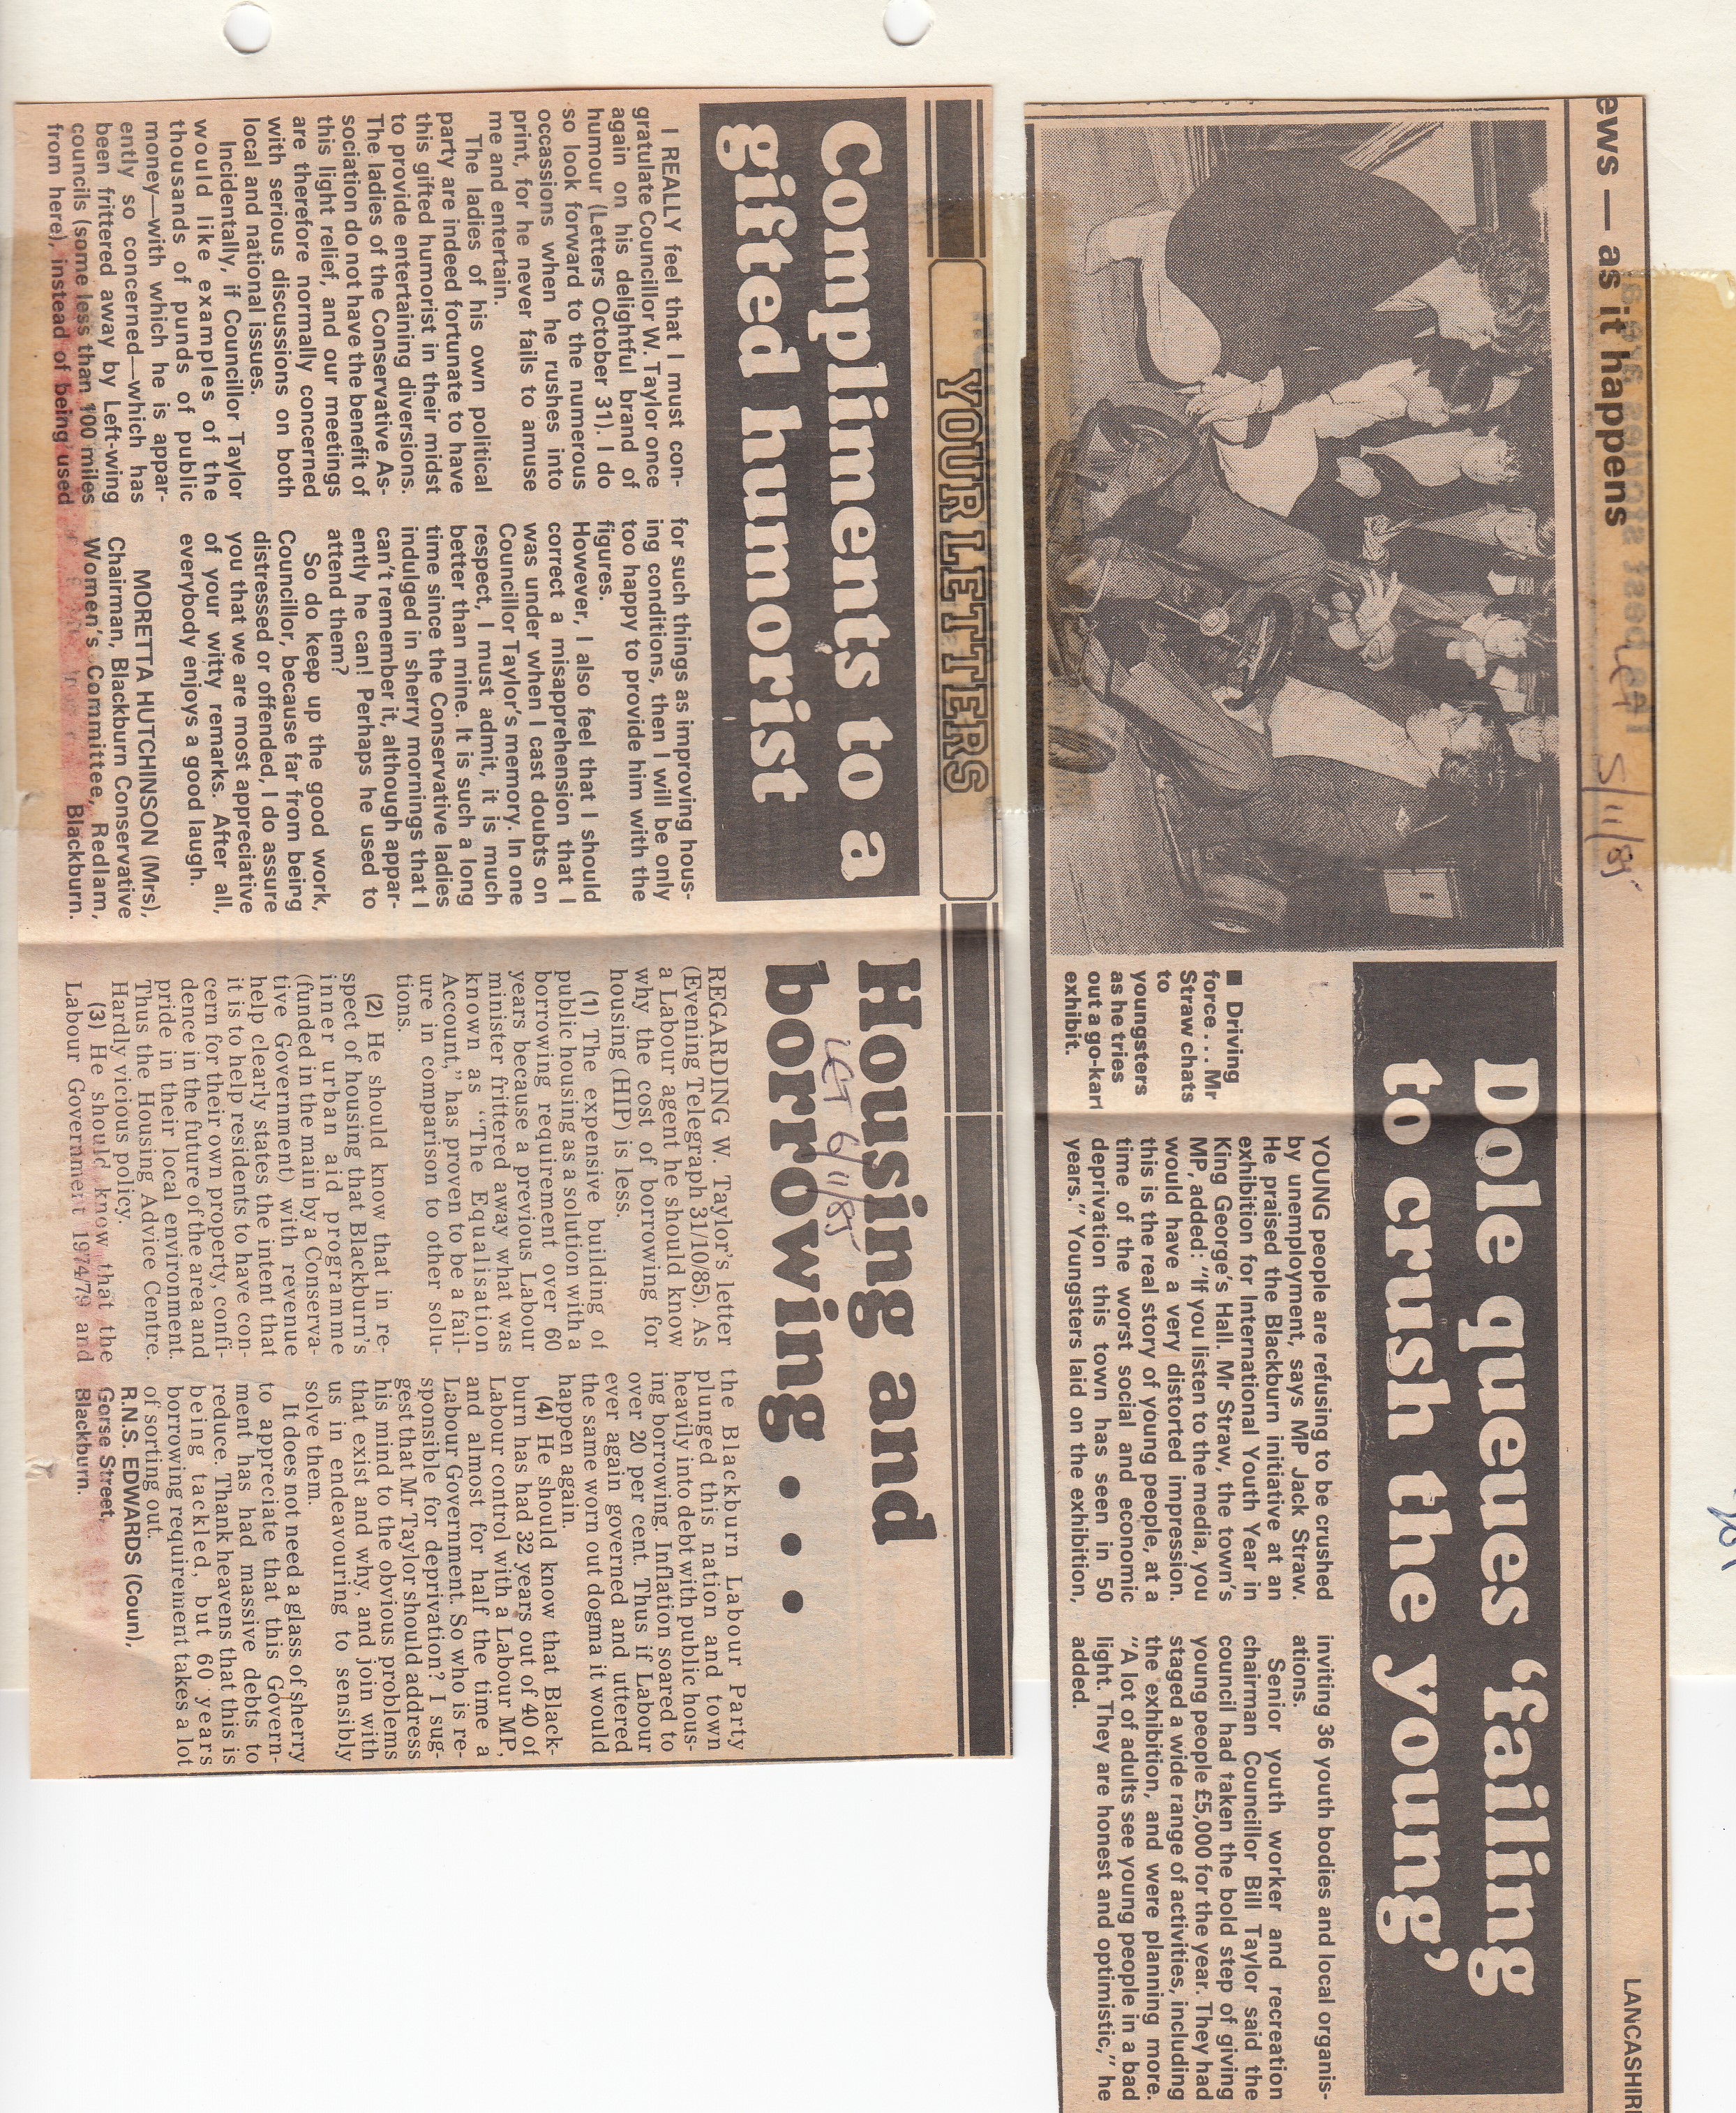 ews — as it happens
LET 5/11/85
LANCASHIR
Dole queues 'failing
to crush the young'
■ Driving
force . . . Mr
Straw chats
to
youngsters
as he tries
out a go-kart
exhibit.
YOUNG people are refusing to be crushed
by unemployment, says MP Jack Straw.
He praised the Blackburn initiative at an
exhibition for International Youth Year in
King George's Hall. Mr Straw, the town's
MP, added: "If you listen to the media, you
would have a very distorted impression.
this is the real story of young people, at a
time of the worst social and economic
deprivation this town has seen in 50
years." Youngsters laid on the exhibition,
inviting 36 youth bodies and local organis-
ations.
Senior youth worker and recreation
chairman Councillor Bill Taylor said the
council had taken the bold step of giving
young people £5,000 for the year. They had
staged a wide range of activities, including
the exhibition, and were planning more.
"A lot of adults see young people in a bad
light. They are honest and optimistic," he
added.
YOUR LETTERS
Compliments to a
gifted humorist
I REALLY feel that I must con-
gratulate Councillor W. Taylor once
again on his delightful brand of
humour (Letters October 31). I do
so look forward to the numerous
occassions when he rushes into
print, for he never fails to amuse
me and entertain.
The ladies of his own political
party are indeed fortunate to have
this gifted humorist in their midst
to provide entertaining diversions.
The ladies of the Conservative As-
sociation do not have the benefit of
this light relief, and our meetings
are therefore normally concerned
with serious discussions on both
local and national issues.
Incidentally, if Councillor Taylor
would like examples of the
thousands of punds of public
money—with which he is appar-
ently so concerned—which has
been frittered away by Left-wing
councils (some less than 100 miles
from here), instead of being used
for such things as improving hous-
ing conditions, then I will be only
too happy to provide him with the
figures.
However, I also feel that I should
correct a misapprehension that I
was under when I cast doubts on
Councillor Taylor's memory. In one
respect, I must admit, it is much
better than mine. It is such a long
time since the Conservative ladies
indulged in sherry mornings that I
can't remember it, although appar-
ently he can! Perhaps he used to
attend them?
So do keep up the good work,
Councillor, because far from being
distressed or offended, I do assure
you that we are most appreciative
of your witty remarks. After all,
everybody enjoys a good laugh.
MORETTA HUTCHINSON (Mrs),
Chairman, Blackburn Conservative
Women's Committee, Redlam,
Blackburn.
Housing and
borrowing . . .
LET 6/11/85
REGARDING W. Taylor's letter
(Evening Telegraph 31/10/85). As
a Labour agent he should know
why the cost of borrowing for
housing (HIP) is less.
(1) The expensive building of
public housing as a solution with a
borrowing requirement over 60
years because a previous Labour
minister frittered away what was
known as "The Equalisation
Account," has proven to be a fail-
ure in comparison to other solu-
tions.
(2) He should know that in re-
spect of housing that Blackburn's
inner urban aid programme
(funded in the main by a Conserva-
tive Government) with revenue
help clearly states the intent that
it is to help residents to have con-
cern for their own property, confi-
dence in the future of the area and
pride in their local environment.
Thus the Housing Advice Centre.
Hardly vicious policy.
(3) He should know that the
Labour Government 1974/79 and
the Blackburn Labour Party
plunged this nation and town
heavily into debt with public hous-
ing borrowing. Inflation soared to
over 20 per cent. Thus if Labour
ever again governed and uttered
the same worn out dogma it would
happen again.
(4) He should know that Black-
burn has had 32 years out of 40 of
Labour control with a Labour MP,
and almost for half the time a
Labour Government. So who is re-
sponsible for deprivation? I sug-
gest that Mr Taylor should address
his mind to the obvious problems
that exist and why, and join with
us in endeavouring to sensibly
solve them.
It does not need a glass of sherry
to appreciate that this Govern-
ment has had massive debts to
reduce. Thank heavens that this is
being tackled, but 60 years
borrowing requirement takes a lot
of sorting out.
R.N.S. EDWARDS (Coun),
Gorse Street,
Blackburn.